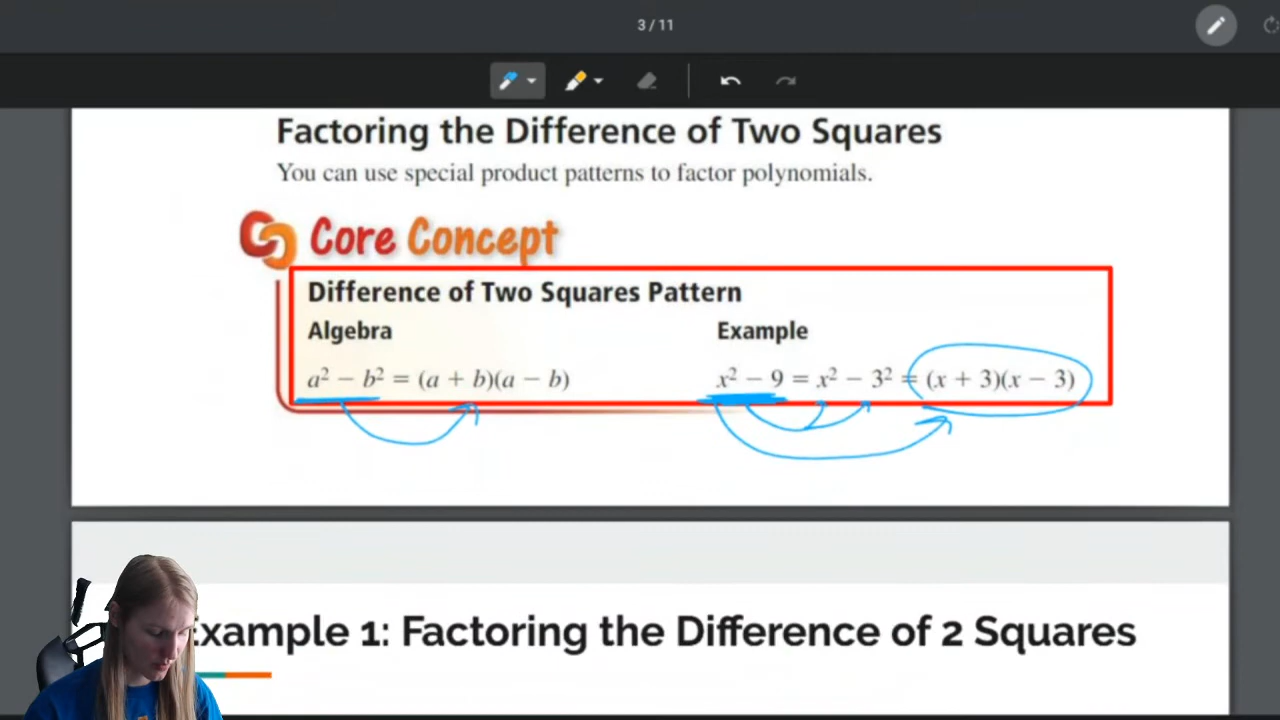 3 / 11
Factoring the Difference of Two Squares
You can use special product patterns to factor polynomials.
Core Concept
Difference of Two Squares Pattern
Algebra
Example
a² − b² = (a + b)(a − b)
x² − 9 = x² − 3² = (x + 3)(x − 3)
Example 1: Factoring the Difference of 2 Squares